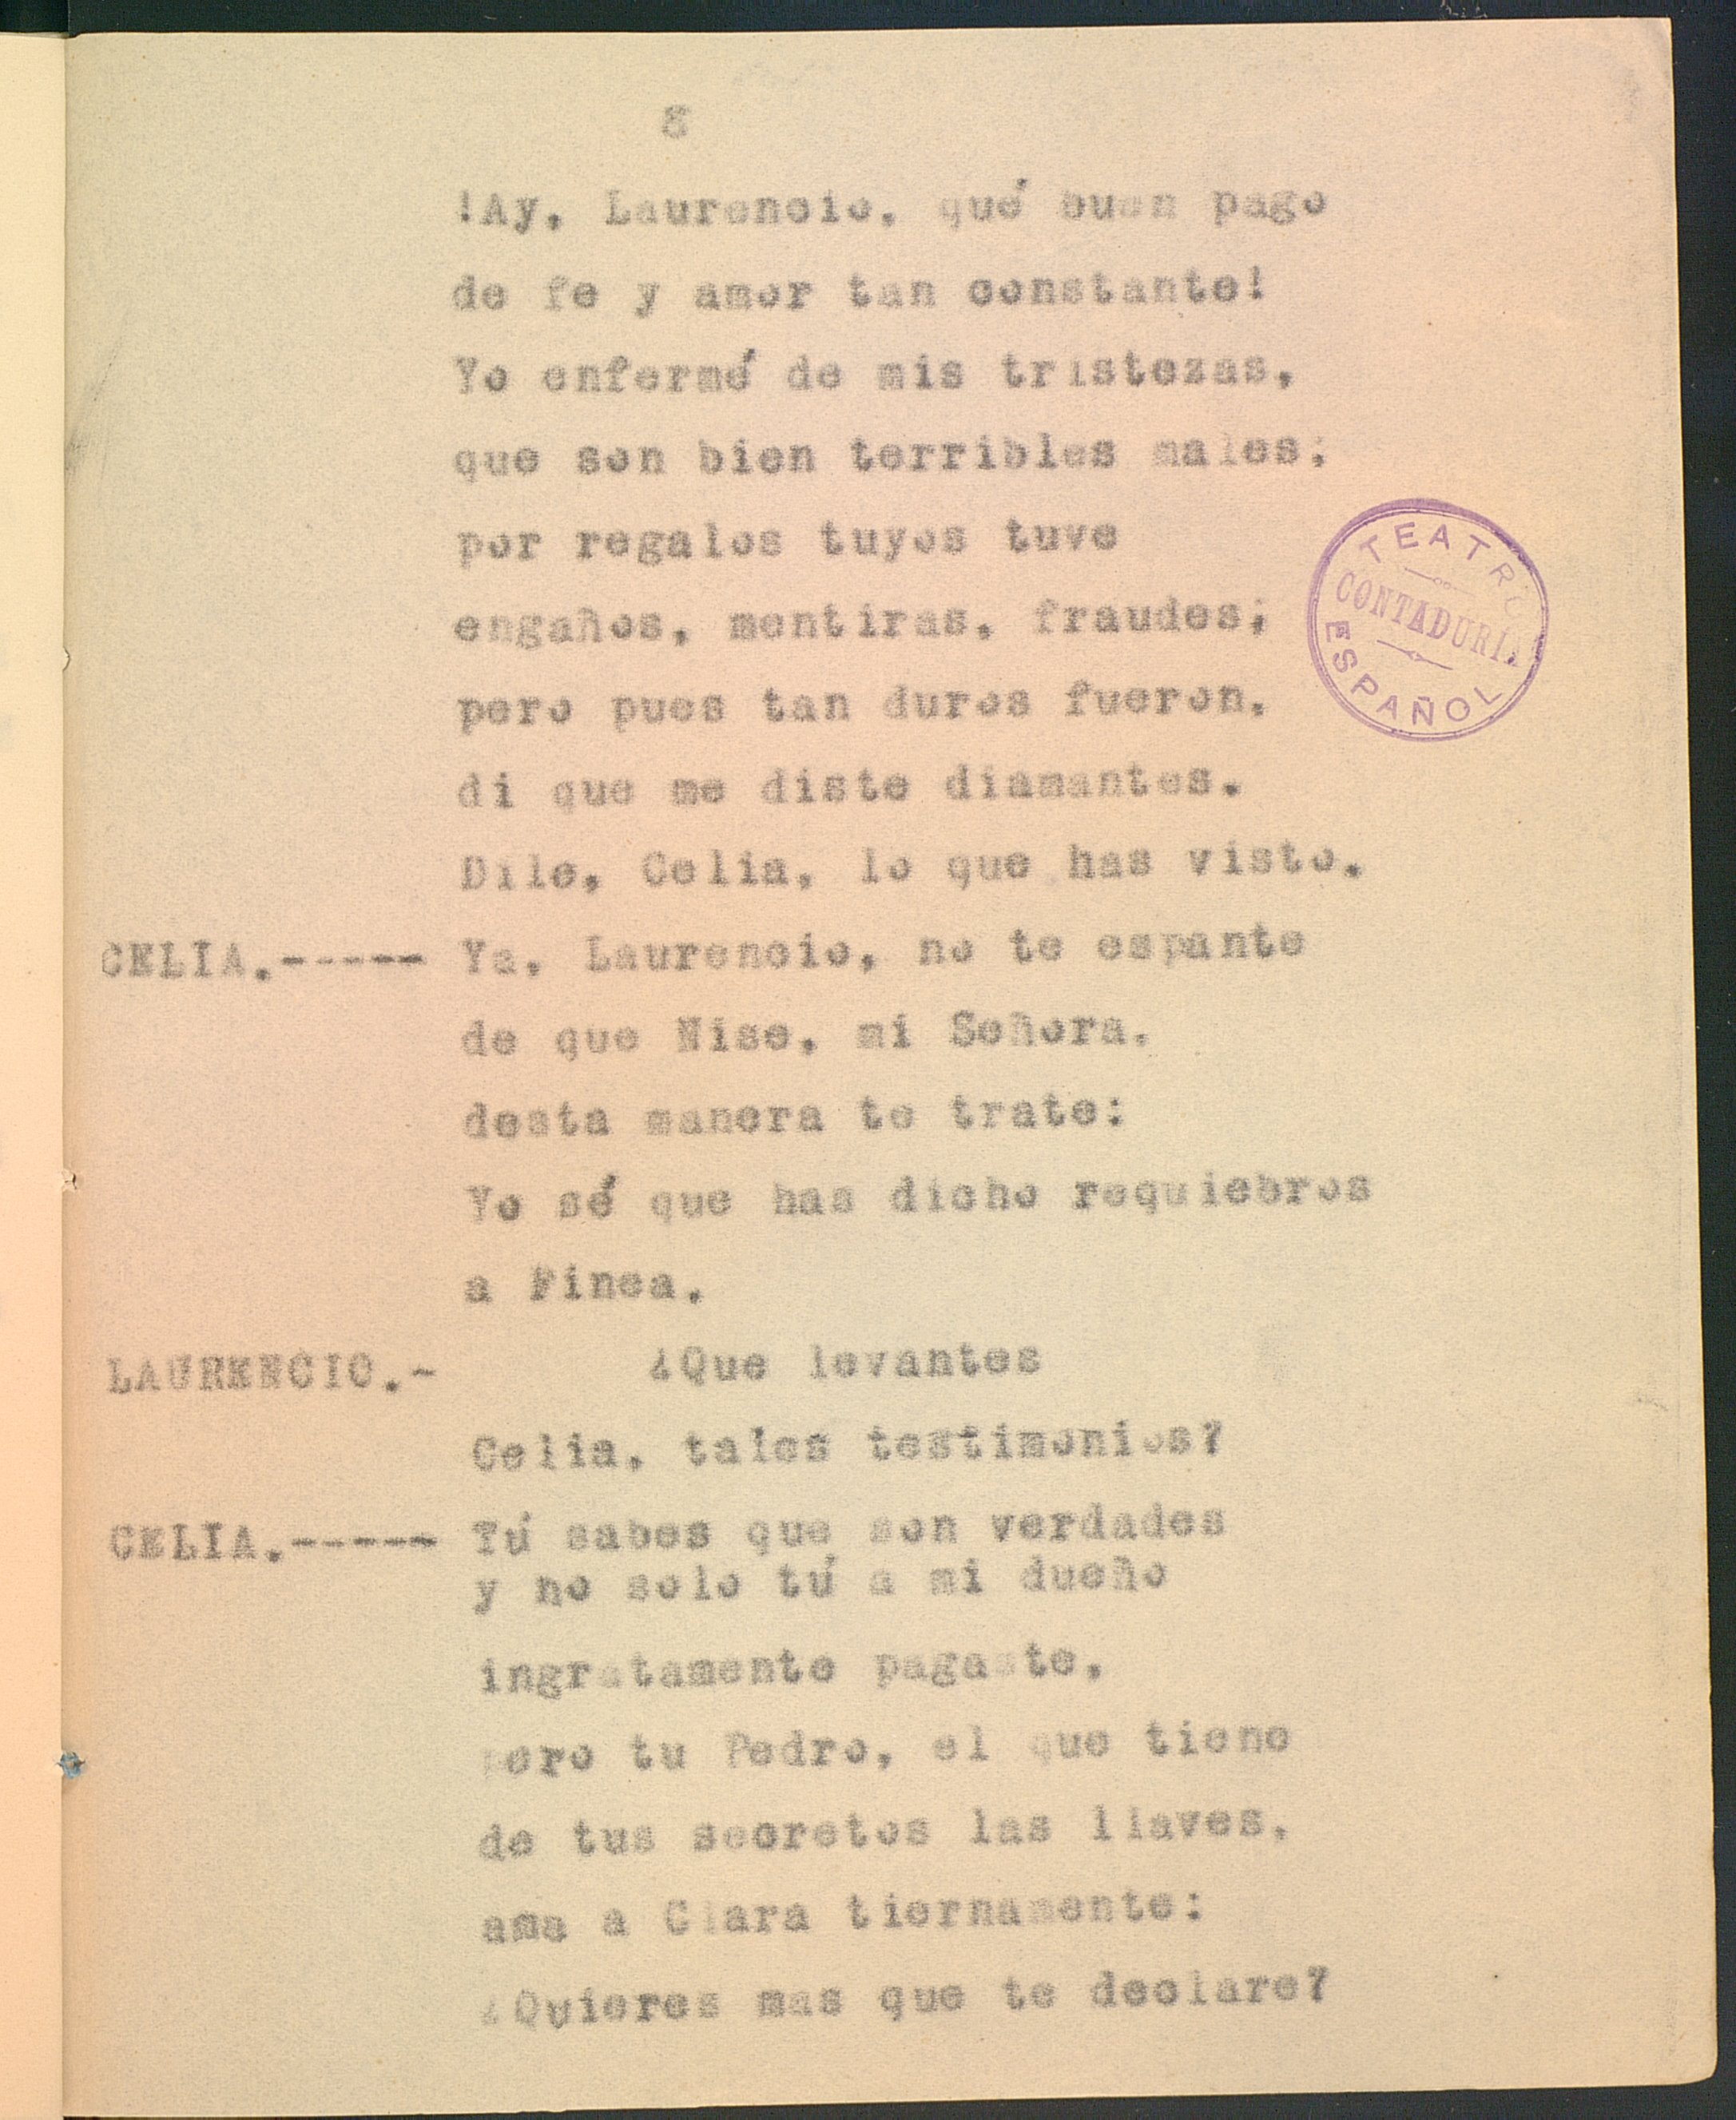 8
!Ay, Laurencio, qué buen pago
de fe y amor tan constante!
Yo enfermé de mis tristezas,
que son bien terribles males;
por regalos tuyos tuve
engaños, mentiras, fraudes;
pero pues tan duros fueron,
di que me diste diamantes.
Dile, Celia, lo que has visto.
CELIA.----- Ya, Laurencio, no te espante
de que Nise, mi Señora,
desta manera te trate:
Yo sé que has dicho requiebros
a Finea.
LAURENCIO.- ¿Que levantes
Celia, tales testimonios?
CELIA.----- Tú sabes que son verdades
y no solo tú a mi dueño
ingratamente pagaste,
pero tu Pedro, el que tiene
de tus secretos las llaves,
ama a Clara tiernamente:
¿Quieres mas que te declare?
TEATRO
CONTADURÍA
ESPAÑOL